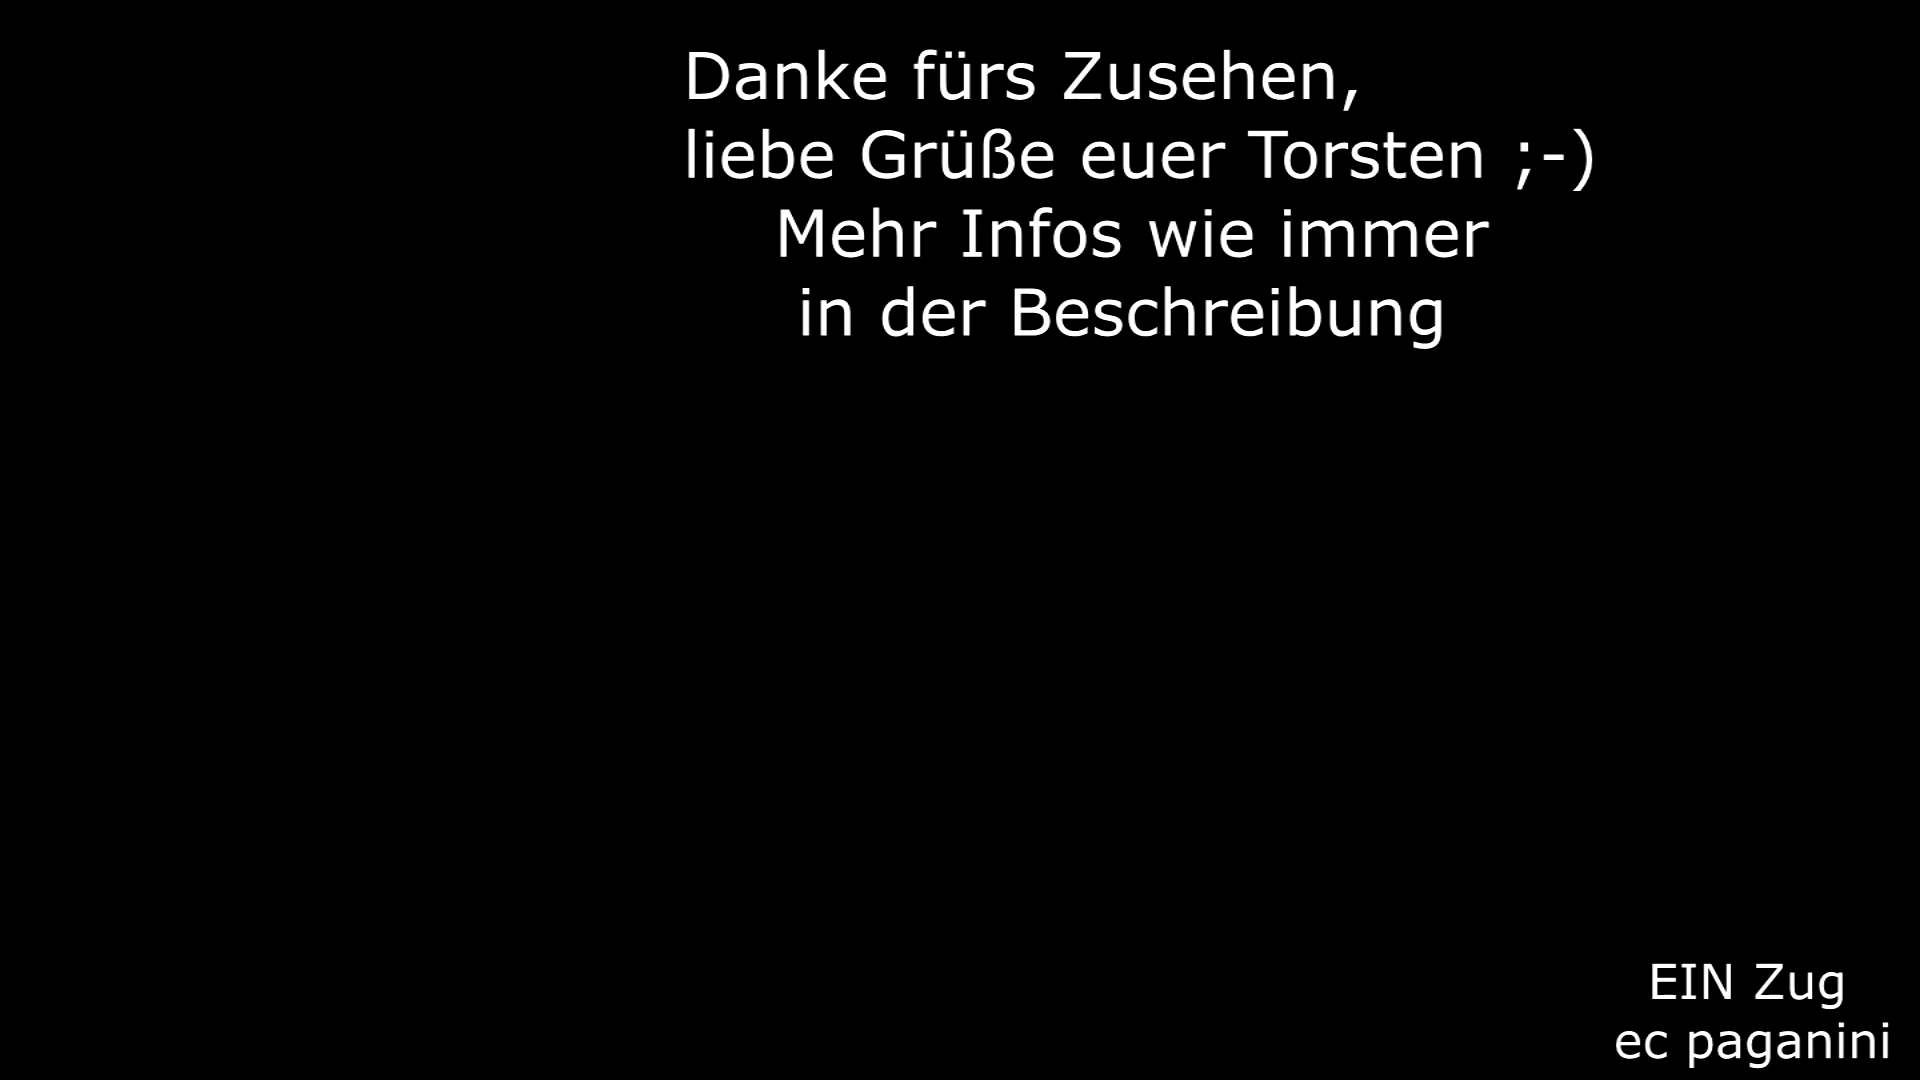 Danke fürs Zusehen,
liebe Grüße euer Torsten ;-)
Mehr Infos wie immer
in der Beschreibung
EIN Zug
ec paganini